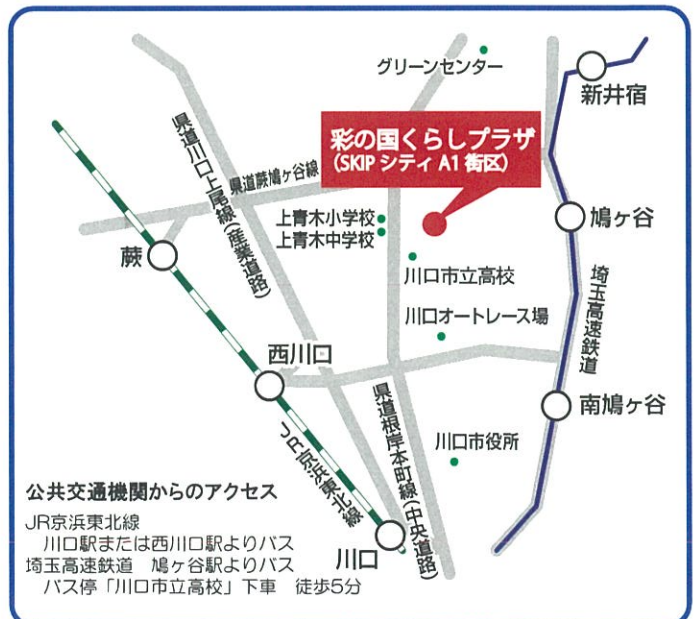 グリーンセンター
新井宿
彩の国くらしプラザ
(SKIPシティ A1街区)
県道川口上尾線(産業道路)
県道蕨鳩ヶ谷線
上青木小学校
上青木中学校
鳩ヶ谷
蕨
川口市立高校
埼玉高速鉄道
川口オートレース場
西川口
南鳩ヶ谷
県道根岸本町線(中央道路)
川口市役所
JR京浜東北線
川口
公共交通機関からのアクセス
JR京浜東北線
川口駅または西川口駅よりバス
埼玉高速鉄道 鳩ヶ谷駅よりバス
バス停「川口市立高校」下車 徒歩5分